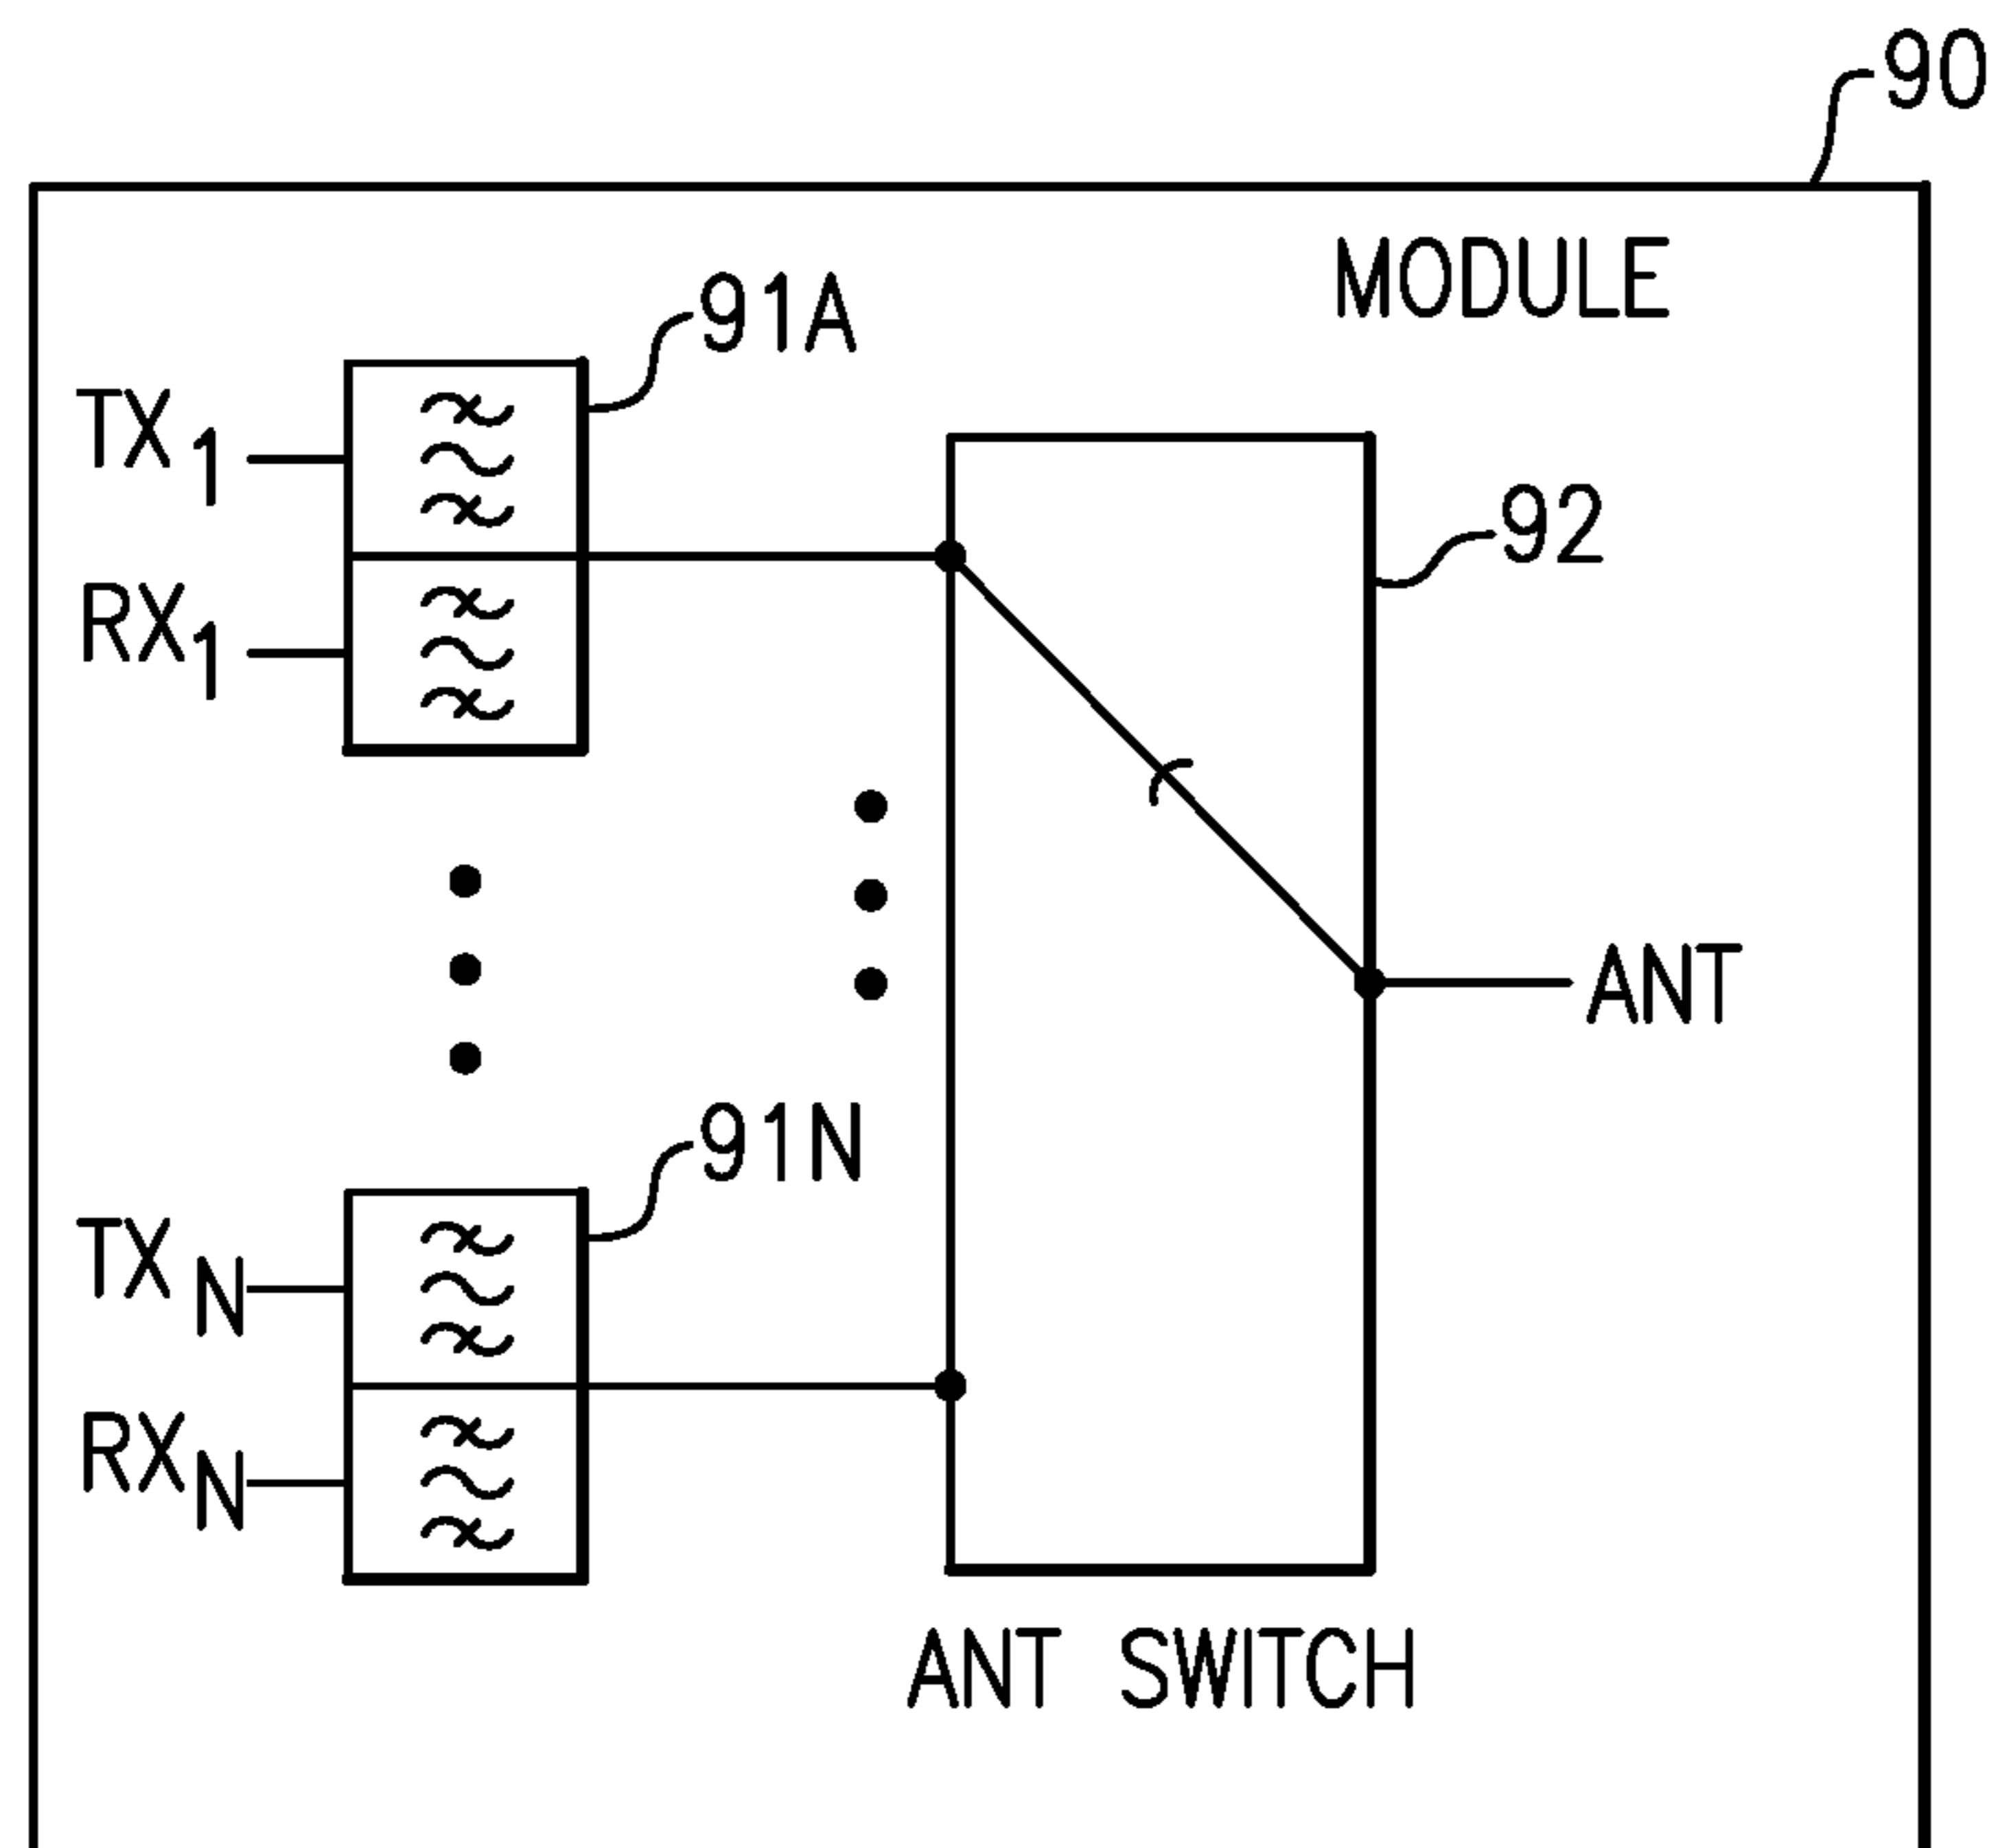 90
MODULE
91A
TX1
RX1
92
ANT
91N
TXN
RXN
ANT SWITCH